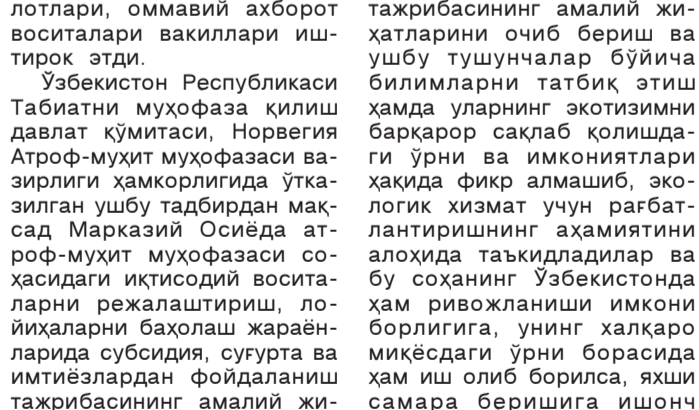 лотлари, оммавий ахборот
воситалари вакиллари иш-
тирок этди.
Ўзбекистон Республикаси
Табиатни муҳофаза қилиш
давлат қўмитаси, Норвегия
Атроф-муҳит муҳофазаси ва-
зирлиги ҳамкорлигида ўтка-
зилган ушбу тадбирдан мақ-
сад Марказий Осиёда ат-
роф-муҳит муҳофазаси со-
ҳасидаги иқтисодий восита-
ларни режалаштириш, ло-
йиҳаларни баҳолаш жараён-
ларида субсидия, суғурта ва
имтиёзлардан фойдаланиш
тажрибасининг амалий жи-
тажрибасининг амалий жи-
ҳатларини очиб бериш ва
ушбу тушунчалар бўйича
билимларни татбиқ этиш
ҳамда уларнинг экотизимни
барқарор сақлаб қолишда-
ги ўрни ва имкониятлари
ҳақида фикр алмашиб, эко-
логик хизмат учун рағбат-
лантиришнинг аҳамиятини
алоҳида таъкидладилар ва
бу соҳанинг Ўзбекистонда
ҳам ривожланиши имкони
борлигига, унинг халқаро
миқёсдаги ўрни борасида
ҳам иш олиб борилса, яхши
самара беришига ишонч